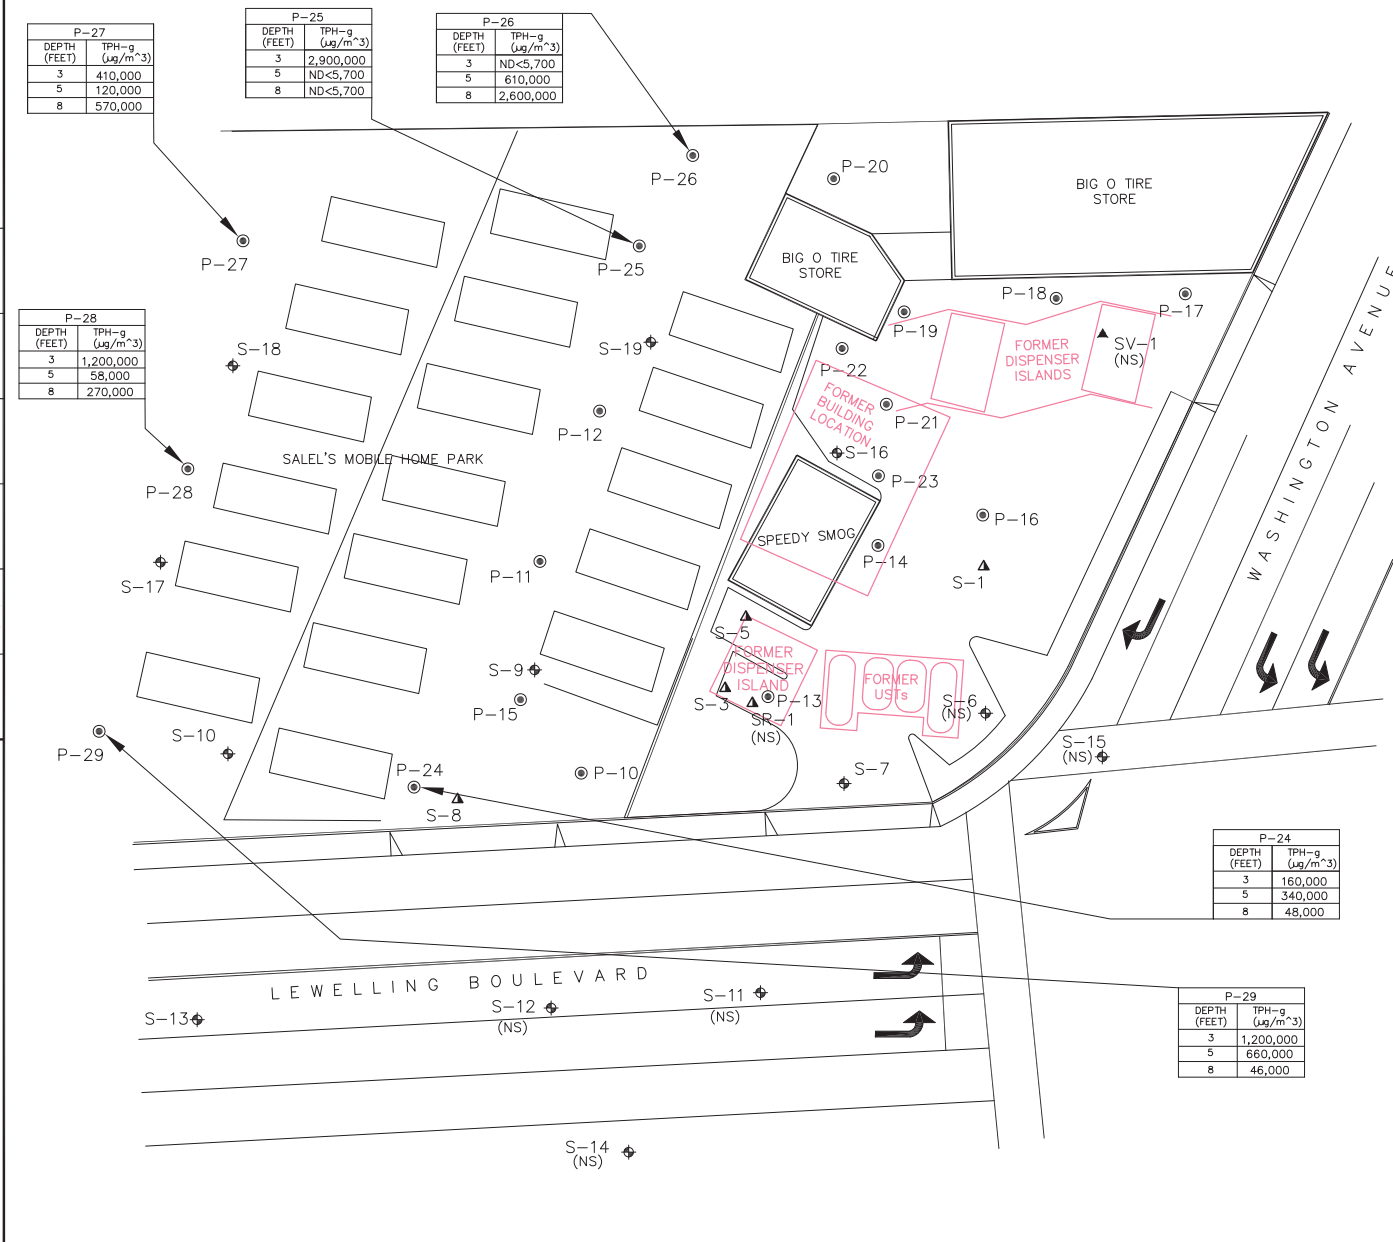 P-27
DEPTH (FEET) TPH-g (µg/m^3)
3 410,000
5 120,000
8 570,000
P-25
DEPTH (FEET) TPH-g (µg/m^3)
3 2,900,000
5 ND<5,700
8 ND<5,700
P-26
DEPTH (FEET) TPH-g (µg/m^3)
3 ND<5,700
5 610,000
8 2,600,000
P-26
P-20
BIG O TIRE
STORE
P-27
P-25
BIG O TIRE
STORE
P-18
P-17
P-19
P-28
DEPTH (FEET) TPH-g (µg/m^3)
3 1,200,000
5 58,000
8 270,000
S-18
S-19
P-22
FORMER
DISPENSER
ISLANDS
SV-1
(NS)
WASHINGTON AVENUE
FORMER
BUILDING
LOCATION
P-12
P-21
SALEL'S MOBILE HOME PARK
S-16
P-28
P-23
P-16
SPEEDY SMOG
P-14
P-11
S-17
S-1
S-5
FORMER
DISPENSER
ISLAND
S-9
FORMER
USTs
S-3
P-13
SR-1
(NS)
S-6
(NS)
P-15
S-10
P-29
S-15
(NS)
P-24
P-10
S-7
S-8
P-24
DEPTH (FEET) TPH-g (µg/m^3)
3 160,000
5 340,000
8 48,000
LEWELLING BOULEVARD
S-13
S-12
(NS)
S-11
(NS)
P-29
DEPTH (FEET) TPH-g (µg/m^3)
3 1,200,000
5 660,000
8 46,000
S-14
(NS)